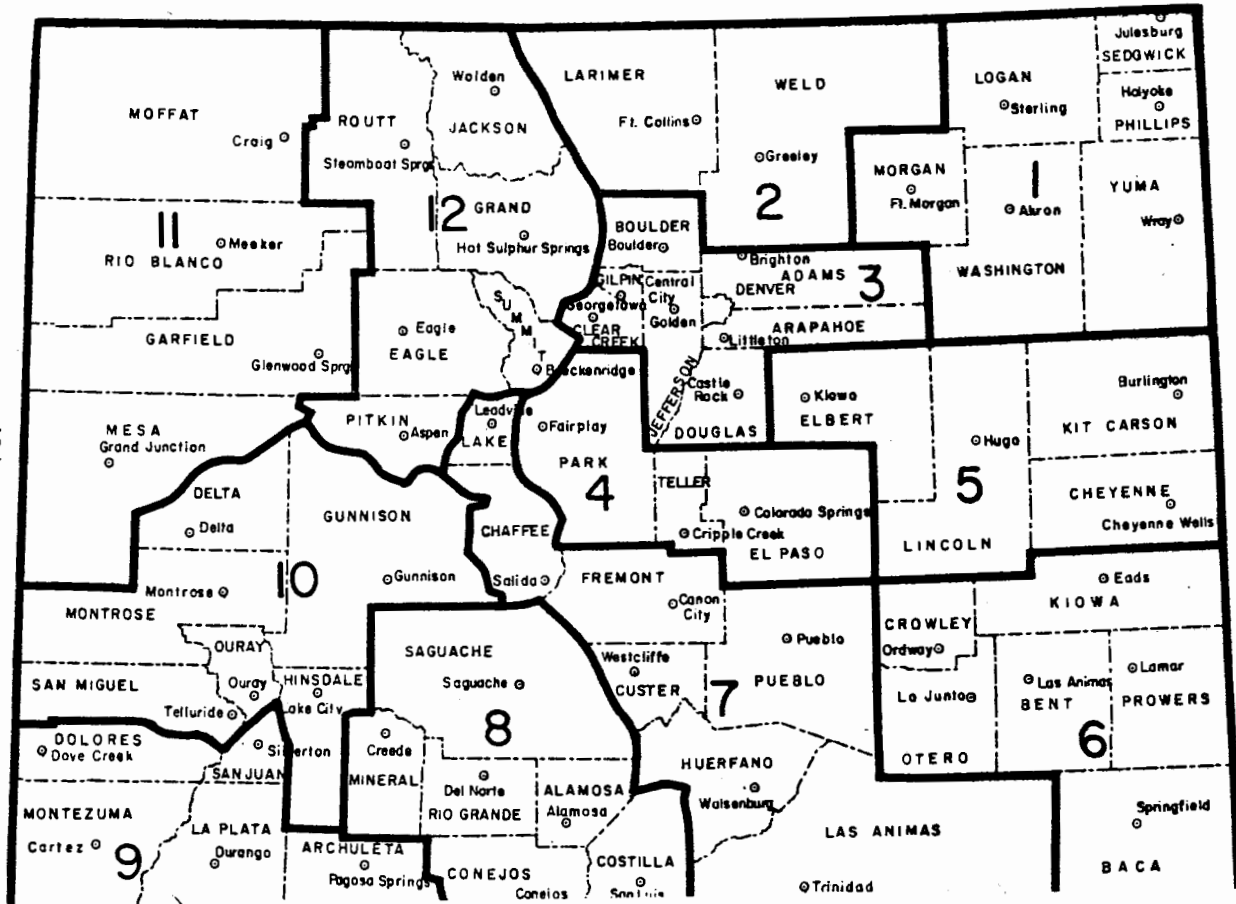 MOFFAT
Craig
ROUTT
Steamboat Sprgs
Walden
JACKSON
LARIMER
Ft. Collins
WELD
Greeley
2
LOGAN
Sterling
Julesburg
SEDGWICK
Holyoke
PHILLIPS
MORGAN
Ft. Morgan
1
Akron
WASHINGTON
YUMA
Wray
11
Meeker
RIO BLANCO
12
GRAND
Hot Sulphur Springs
BOULDER
Boulder
GARFIELD
Glenwood Sprgs
Eagle
EAGLE
SUMMIT
Breckenridge
GILPIN
Central
City
Georgetown
CLEAR
CREEK
Golden
JEFFERSON
Brighton
ADAMS
DENVER
3
ARAPAHOE
Littleton
Castle
Rock
DOUGLAS
Kiowa
ELBERT
Hugo
5
LINCOLN
Burlington
KIT CARSON
CHEYENNE
Cheyenne Wells
MESA
Grand Junction
PITKIN
Aspen
Leadville
LAKE
Fairplay
PARK
4
TELLER
Cripple Creek
Colorado Springs
EL PASO
DELTA
Delta
GUNNISON
10
Gunnison
CHAFFEE
Salida
FREMONT
Canon
City
Montrose
MONTROSE
OURAY
Ouray
SAN MIGUEL
Telluride
HINSDALE
Lake City
SAGUACHE
Saguache
8
Westcliffe
CUSTER
7
Pueblo
PUEBLO
CROWLEY
Ordway
La Junta
OTERO
Eads
KIOWA
Las Animas
BENT
6
Lamar
PROWERS
DOLORES
Dove Creek
Silverton
SAN JUAN
Creede
MINERAL
Del Norte
RIO GRANDE
ALAMOSA
Alamosa
HUERFANO
Walsenburg
MONTEZUMA
Cortez
9
LA PLATA
Durango
ARCHULETA
Pagosa Springs
CONEJOS
Conejos
COSTILLA
San Luis
LAS ANIMAS
Trinidad
Springfield
BACA